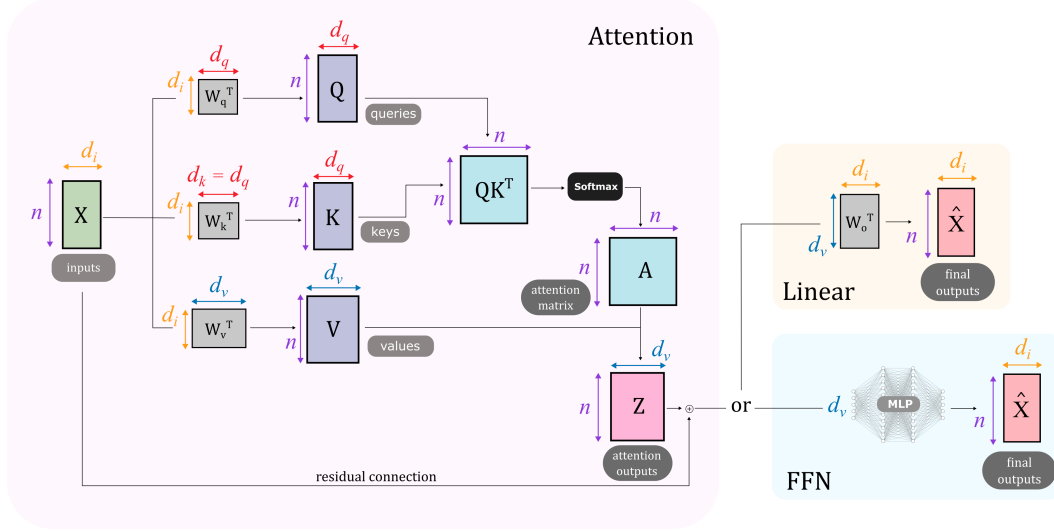 Attention
d_q
d_i
W_q^T
n
d_q
Q
queries
d_i
n
X
inputs
d_k = d_q
d_i
W_k^T
n
d_q
K
keys
n
n
QK^T
Softmax
n
n
A
attention
matrix
d_v
d_i
W_v^T
n
d_v
V
values
d_v
n
Z
attention
outputs
residual connection
or
d_i
d_v
W_o^T
n
d_i
X̂
final
outputs
Linear
d_v
MLP
n
d_i
X̂
final
outputs
FFN